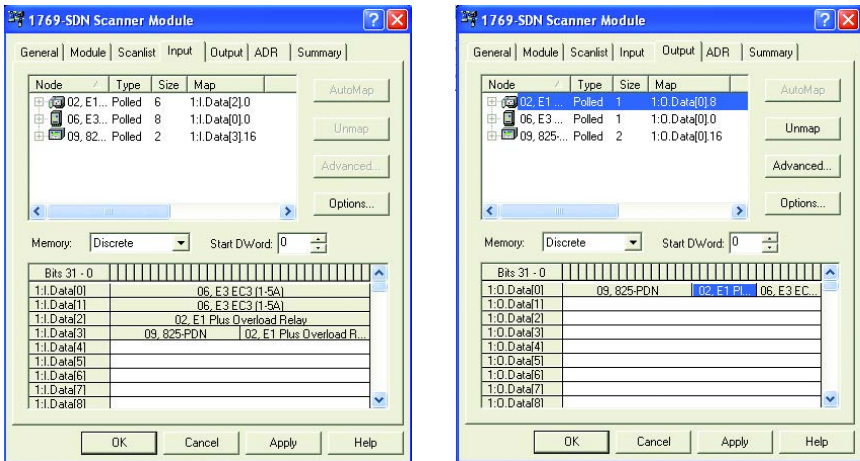 1769-SDN Scanner Module
General Module Scanlist Input Output ADR Summary
Node Type Size Map
02, E1... Polled 6 1:I.Data[2].0
06, E3... Polled 8 1:I.Data[0].0
09, 82... Polled 2 1:I.Data[3].16
AutoMap
Unmap
Advanced...
Options...
Memory: Discrete Start DWord: 0
Bits 31 - 0
1:I.Data[0] 06, E3 EC3 (1-5A)
1:I.Data[1] 06, E3 EC3 (1-5A)
1:I.Data[2] 02, E1 Plus Overload Relay
1:I.Data[3] 09, 825-PDN 02, E1 Plus Overload R...
1:I.Data[4]
1:I.Data[5]
1:I.Data[6]
1:I.Data[7]
1:I.Data[8]
OK Cancel Apply Help
1769-SDN Scanner Module
General Module Scanlist Input Output ADR Summary
Node Type Size Map
02, E1 ... Polled 1 1:O.Data[0].8
06, E3 ... Polled 1 1:O.Data[0].0
09, 825-... Polled 2 1:O.Data[0].16
AutoMap
Unmap
Advanced...
Options...
Memory: Discrete Start DWord: 0
Bits 31 - 0
1:O.Data[0] 09, 825-PDN 02, E1 Pl... 06, E3 EC...
1:O.Data[1]
1:O.Data[2]
1:O.Data[3]
1:O.Data[4]
1:O.Data[5]
1:O.Data[6]
1:O.Data[7]
1:O.Data[8]
OK Cancel Apply Help